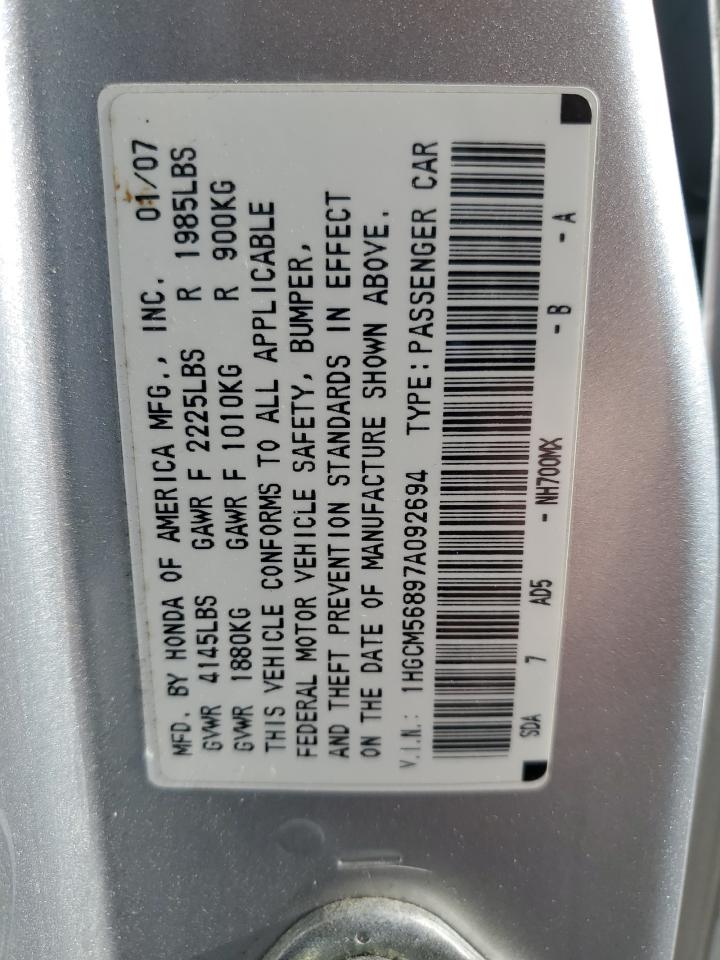 MFD. BY HONDA OF AMERICA MFG., INC. 01/07
GVWR 4145LBS GAWR F 2225LBS R 1985LBS
GVWR 1880KG GAWR F 1010KG R 900KG
THIS VEHICLE CONFORMS TO ALL APPLICABLE
FEDERAL MOTOR VEHICLE SAFETY, BUMPER,
AND THEFT PREVENTION STANDARDS IN EFFECT
ON THE DATE OF MANUFACTURE SHOWN ABOVE.
V.I.N.: 1HGCM56897A092694 TYPE: PASSENGER CAR
SDA 7 AD5 - NH700MX - B - A